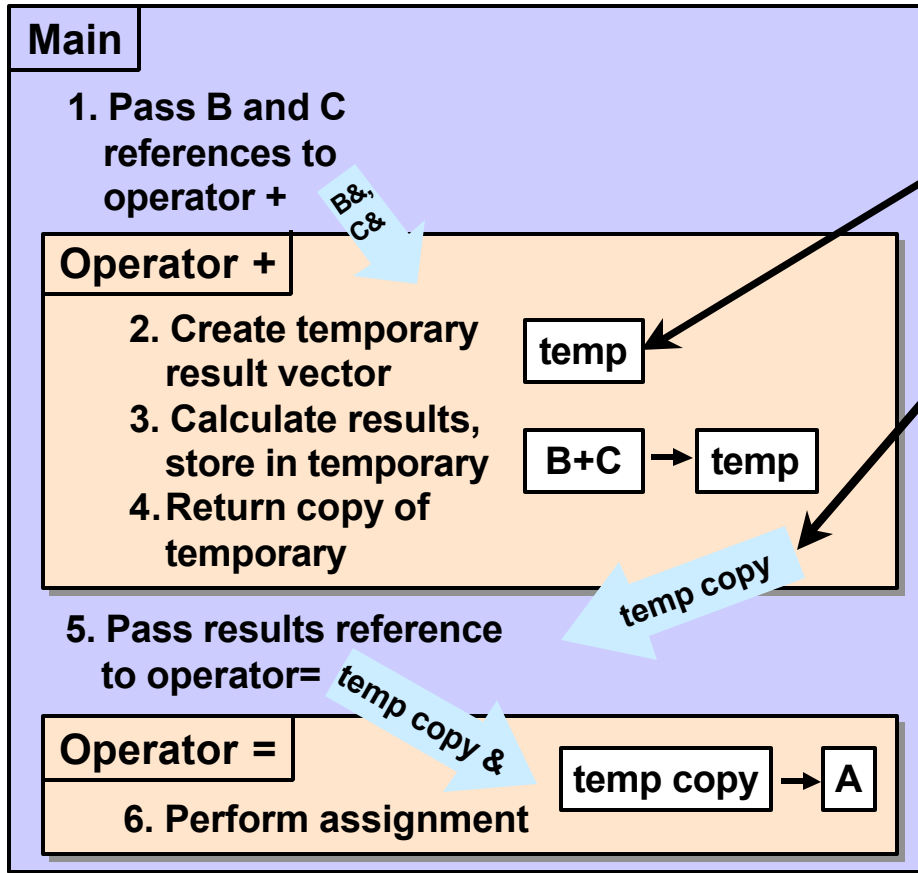 Main
1. Pass B and C
references to
operator +
B&,
C&
Operator +
2. Create temporary
result vector
temp
3. Calculate results,
store in temporary
B+C
temp
4. Return copy of
temporary
temp copy
5. Pass results reference
to operator=
temp copy &
Operator =
temp copy
A
6. Perform assignment